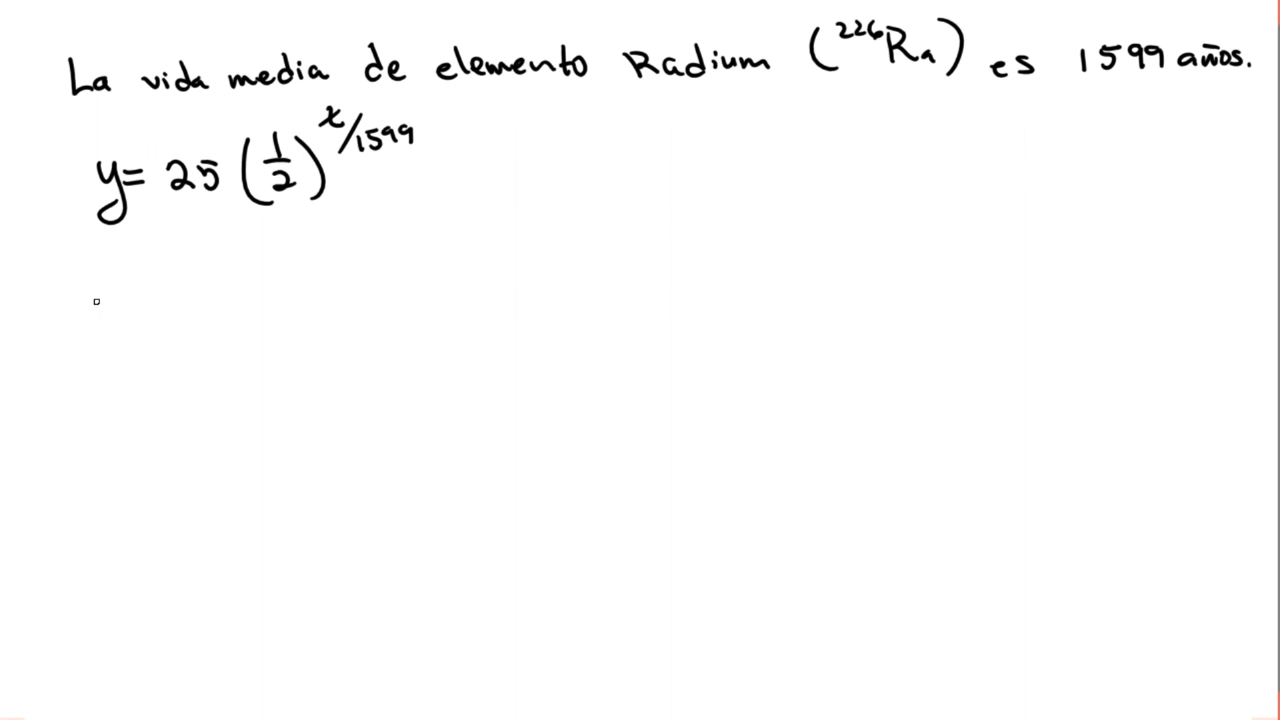 La vida media de elemento Radium (²²⁶Ra) es 1599 años.
y= 25 (1/2)^t/1599